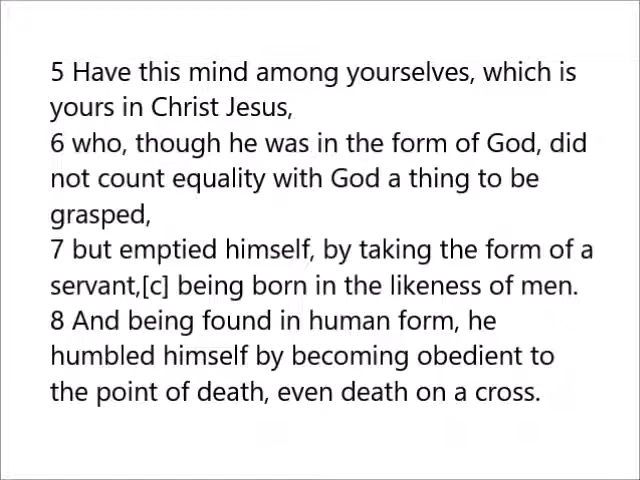 5 Have this mind among yourselves, which is
yours in Christ Jesus,
6 who, though he was in the form of God, did
not count equality with God a thing to be
grasped,
7 but emptied himself, by taking the form of a
servant,[c] being born in the likeness of men.
8 And being found in human form, he
humbled himself by becoming obedient to
the point of death, even death on a cross.